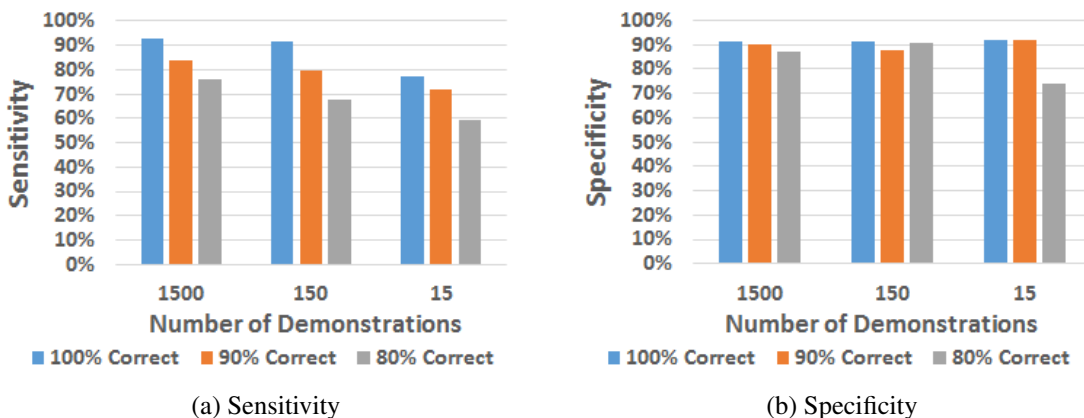 100%
90%
80%
70%
60%
50%
40%
30%
20%
10%
0%
Sensitivity
1500 150 15
Number of Demonstrations
100% Correct 90% Correct 80% Correct
(a) Sensitivity
100%
90%
80%
70%
60%
50%
40%
30%
20%
10%
0%
Specificity
1500 150 15
Number of Demonstrations
100% Correct 90% Correct 80% Correct
(b) Specificity